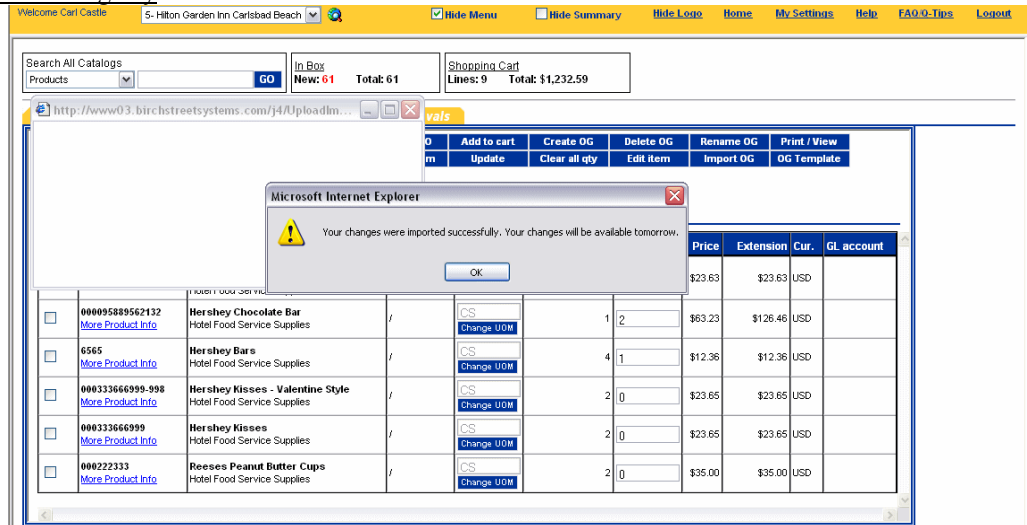 Welcome Carl Castle 5- Hilton Garden Inn Carlsbad Beach Hide Menu Hide Summary Hide Logo Home My Settings Help FAQ/Q-Tips Logout
Search All Catalogs
Products GO
In Box
New: 61 Total: 61
Shopping Cart
Lines: 9 Total: $1,232.59
http://www03.birchstreetsystems.com/j4/UploadIm...
vals
O Add to cart Create OG Delete OG Rename OG Print / View
m Update Clear all qty Edit item Import OG OG Template
Microsoft Internet Explorer
Your changes were imported successfully. Your changes will be available tomorrow.
OK
Price Extension Cur. GL account
$23.63 $23.63 USD
000095889562132 Hershey Chocolate Bar / CS 1 2 $63.23 $126.46 USD
More Product Info Hotel Food Service Supplies Change UOM
6565 Hershey Bars / CS 4 1 $12.36 $12.36 USD
More Product Info Hotel Food Service Supplies Change UOM
000333666999-998 Hershey Kisses - Valentine Style / CS 2 0 $23.65 $23.65 USD
More Product Info Hotel Food Service Supplies Change UOM
000333666999 Hershey Kisses / CS 2 0 $23.65 $23.65 USD
More Product Info Hotel Food Service Supplies Change UOM
000222333 Reeses Peanut Butter Cups / CS 2 0 $35.00 $35.00 USD
More Product Info Hotel Food Service Supplies Change UOM